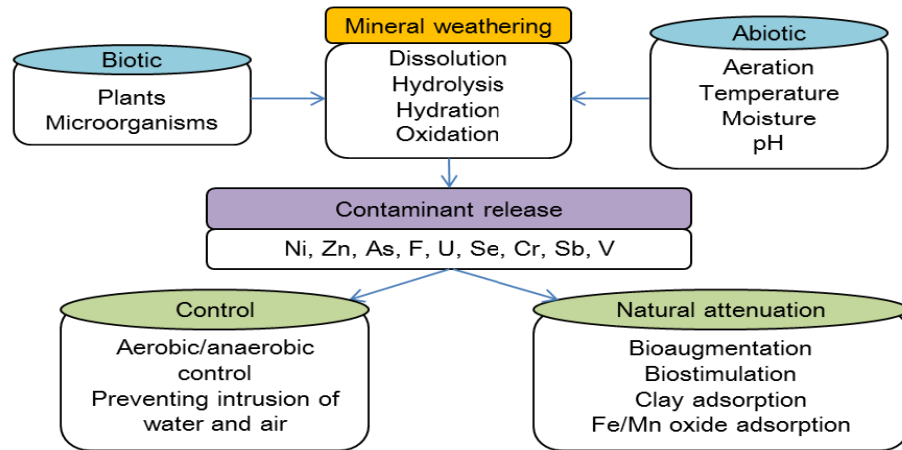 Mineral weathering
Dissolution
Hydrolysis
Hydration
Oxidation
Biotic
Plants
Microorganisms
Abiotic
Aeration
Temperature
Moisture
pH
Contaminant release
Ni, Zn, As, F, U, Se, Cr, Sb, V
Control
Aerobic/anaerobic
control
Preventing intrusion of
water and air
Natural attenuation
Bioaugmentation
Biostimulation
Clay adsorption
Fe/Mn oxide adsorption